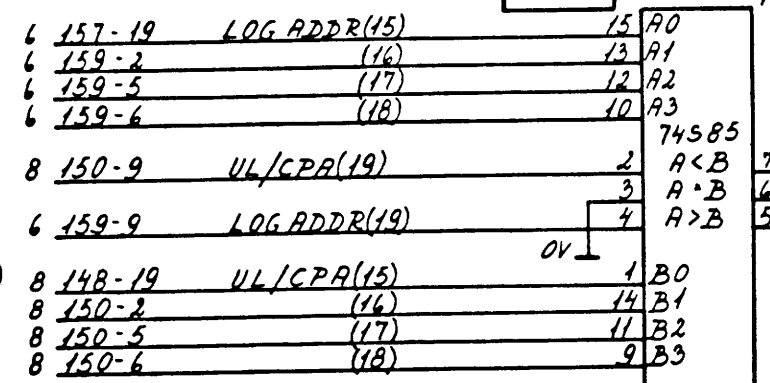 6 157-19 LOG ADDR(15) 15 A0
6 159-2 (16) 13 A1
6 159-5 (17) 12 A2
6 159-6 (18) 10 A3
74S85
8 150-9 UL/CPA(19) 2 A<B 7
3 A=B 6
6 159-9 LOG ADDR(19) 4 A>B 5
0V
8 148-19 UL/CPA(15) 1 B0
8 150-2 (16) 14 B1
8 150-5 (17) 11 B2
8 150-6 (18) 9 B3